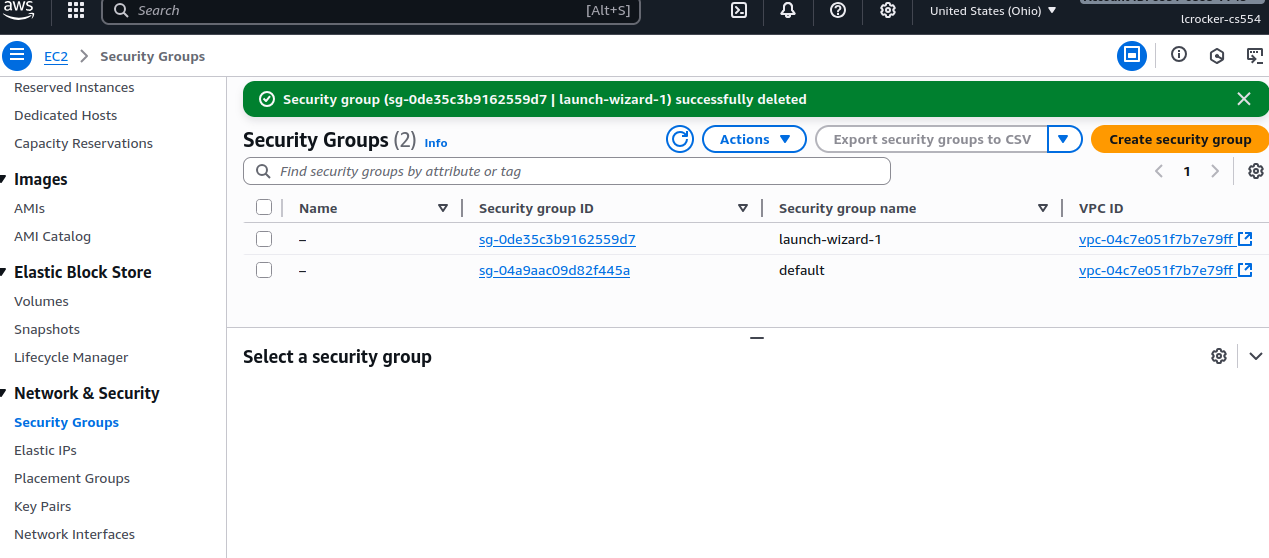 aws
Search [Alt+S]
United States (Ohio)
lcrocker-cs554
EC2 Security Groups
Reserved Instances
Dedicated Hosts
Capacity Reservations
Images
AMIs
AMI Catalog
Elastic Block Store
Volumes
Snapshots
Lifecycle Manager
Network & Security
Security Groups
Elastic IPs
Placement Groups
Key Pairs
Network Interfaces
Security group (sg-0de35c3b9162559d7 | launch-wizard-1) successfully deleted
Security Groups (2) Info
Actions
Export security groups to CSV
Create security group
Find security groups by attribute or tag
1
Name Security group ID Security group name VPC ID
– sg-0de35c3b9162559d7 launch-wizard-1 vpc-04c7e051f7b7e79ff
– sg-04a9aac09d82f445a default vpc-04c7e051f7b7e79ff
Select a security group